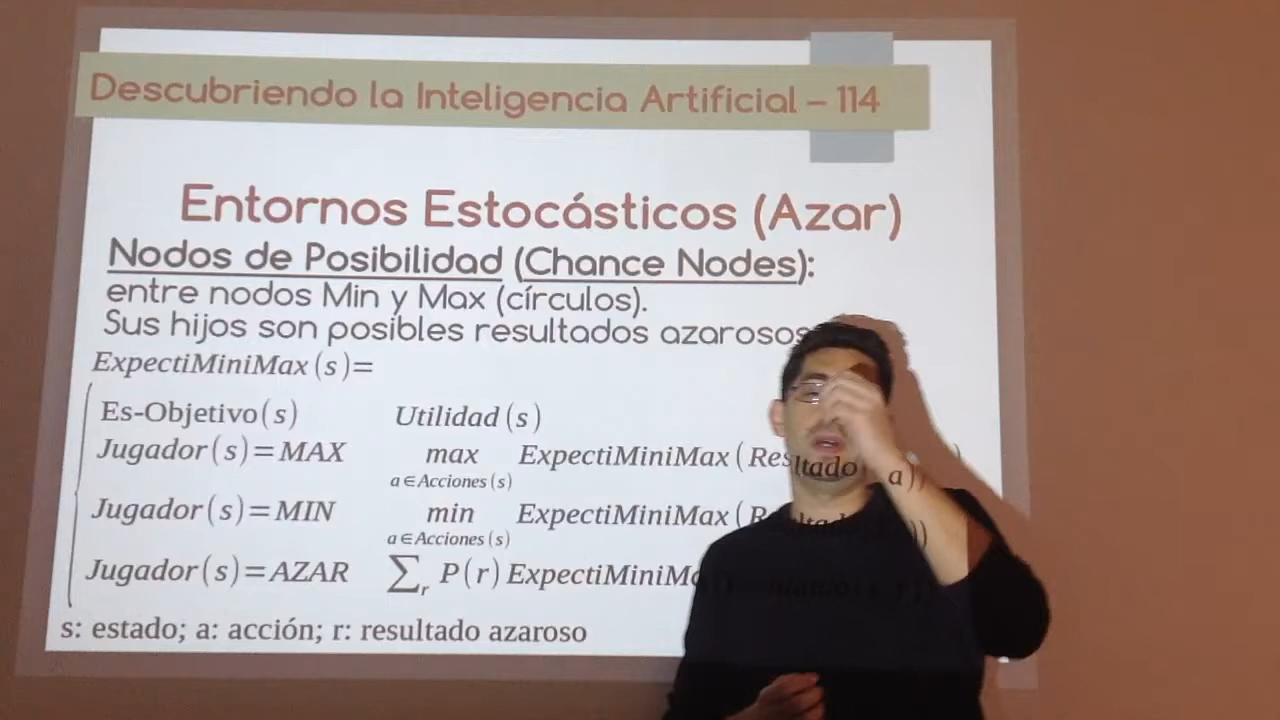 Descubriendo la Inteligencia Artificial – 114
Entornos Estocásticos (Azar)
Nodos de Posibilidad (Chance Nodes):
entre nodos Min y Max (círculos).
Sus hijos son posibles resultados azarosos
ExpectiMiniMax(s)=
Es-Objetivo(s) Utilidad(s)
Jugador(s)=MAX max ExpectiMiniMax(Resultado a))
a∈Acciones(s)
Jugador(s)=MIN min ExpectiMiniMax(
a∈Acciones(s)
Jugador(s)=AZAR ∑r P(r)
s: estado; a: acción; r: resultado azaroso